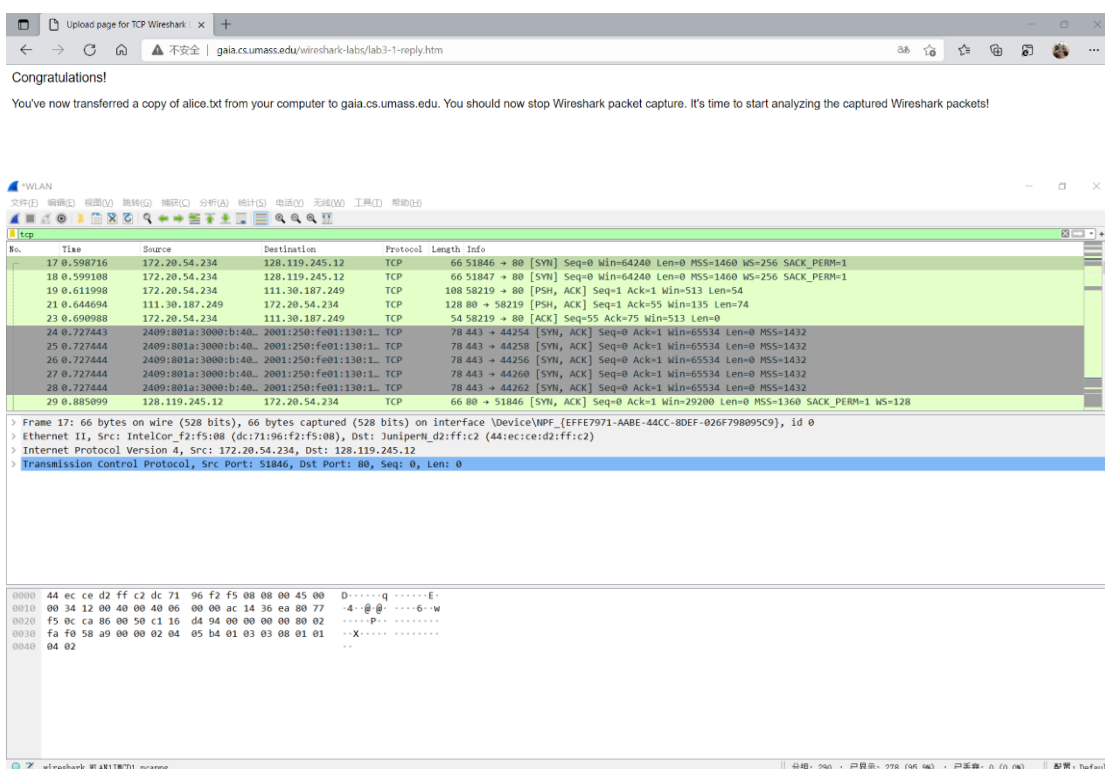 Upload page for TCP Wireshark L
不安全 | gaia.cs.umass.edu/wireshark-labs/lab3-1-reply.htm
Congratulations!
You've now transferred a copy of alice.txt from your computer to gaia.cs.umass.edu. You should now stop Wireshark packet capture. It's time to start analyzing the captured Wireshark packets!
*WLAN
文件(F) 编辑(E) 视图(V) 跳转(G) 捕获(C) 分析(A) 统计(S) 电话(Y) 无线(W) 工具(T) 帮助(H)
tcp
No. Time Source Destination Protocol Length Info
17 0.598716 172.20.54.234 128.119.245.12 TCP 66 51846 → 80 [SYN] Seq=0 Win=64240 Len=0 MSS=1460 WS=256 SACK_PERM=1
18 0.599108 172.20.54.234 128.119.245.12 TCP 66 51847 → 80 [SYN] Seq=0 Win=64240 Len=0 MSS=1460 WS=256 SACK_PERM=1
19 0.611998 172.20.54.234 111.30.187.249 TCP 108 58219 → 80 [PSH, ACK] Seq=1 Ack=1 Win=513 Len=54
21 0.644694 111.30.187.249 172.20.54.234 TCP 128 80 → 58219 [PSH, ACK] Seq=1 Ack=55 Win=135 Len=74
23 0.690988 172.20.54.234 111.30.187.249 TCP 54 58219 → 80 [ACK] Seq=55 Ack=75 Win=513 Len=0
24 0.727443 2409:801a:3000:b:40… 2001:250:fe01:130:1… TCP 78 443 → 44254 [SYN, ACK] Seq=0 Ack=1 Win=65534 Len=0 MSS=1432
25 0.727444 2409:801a:3000:b:40… 2001:250:fe01:130:1… TCP 78 443 → 44258 [SYN, ACK] Seq=0 Ack=1 Win=65534 Len=0 MSS=1432
26 0.727444 2409:801a:3000:b:40… 2001:250:fe01:130:1… TCP 78 443 → 44256 [SYN, ACK] Seq=0 Ack=1 Win=65534 Len=0 MSS=1432
27 0.727444 2409:801a:3000:b:40… 2001:250:fe01:130:1… TCP 78 443 → 44260 [SYN, ACK] Seq=0 Ack=1 Win=65534 Len=0 MSS=1432
28 0.727444 2409:801a:3000:b:40… 2001:250:fe01:130:1… TCP 78 443 → 44262 [SYN, ACK] Seq=0 Ack=1 Win=65534 Len=0 MSS=1432
29 0.885099 128.119.245.12 172.20.54.234 TCP 66 80 → 51846 [SYN, ACK] Seq=0 Ack=1 Win=29200 Len=0 MSS=1360 SACK_PERM=1 WS=128
> Frame 17: 66 bytes on wire (528 bits), 66 bytes captured (528 bits) on interface \Device\NPF_{EFFE7971-AABE-44CC-8DEF-026F798095C9}, id 0
> Ethernet II, Src: IntelCor_f2:f5:08 (dc:71:96:f2:f5:08), Dst: JuniperN_d2:ff:c2 (44:ec:ce:d2:ff:c2)
> Internet Protocol Version 4, Src: 172.20.54.234, Dst: 128.119.245.12
> Transmission Control Protocol, Src Port: 51846, Dst Port: 80, Seq: 0, Len: 0
0000 44 ec ce d2 ff c2 dc 71 96 f2 f5 08 08 00 45 00 D······q ······E·
0010 00 34 12 00 40 00 40 06 00 00 ac 14 36 ea 80 77 ·4··@·@· ····6··w
0020 f5 0c ca 86 00 50 c1 16 d4 94 00 00 00 00 80 02 ·····P·· ········
0030 fa f0 58 a9 00 00 02 04 05 b4 01 03 03 08 01 01 ··X····· ········
0040 04 02 ··
分组: 290 · 已显示: 278 (95.9%) · 已丢弃: 0 (0.0%) 配置: Default